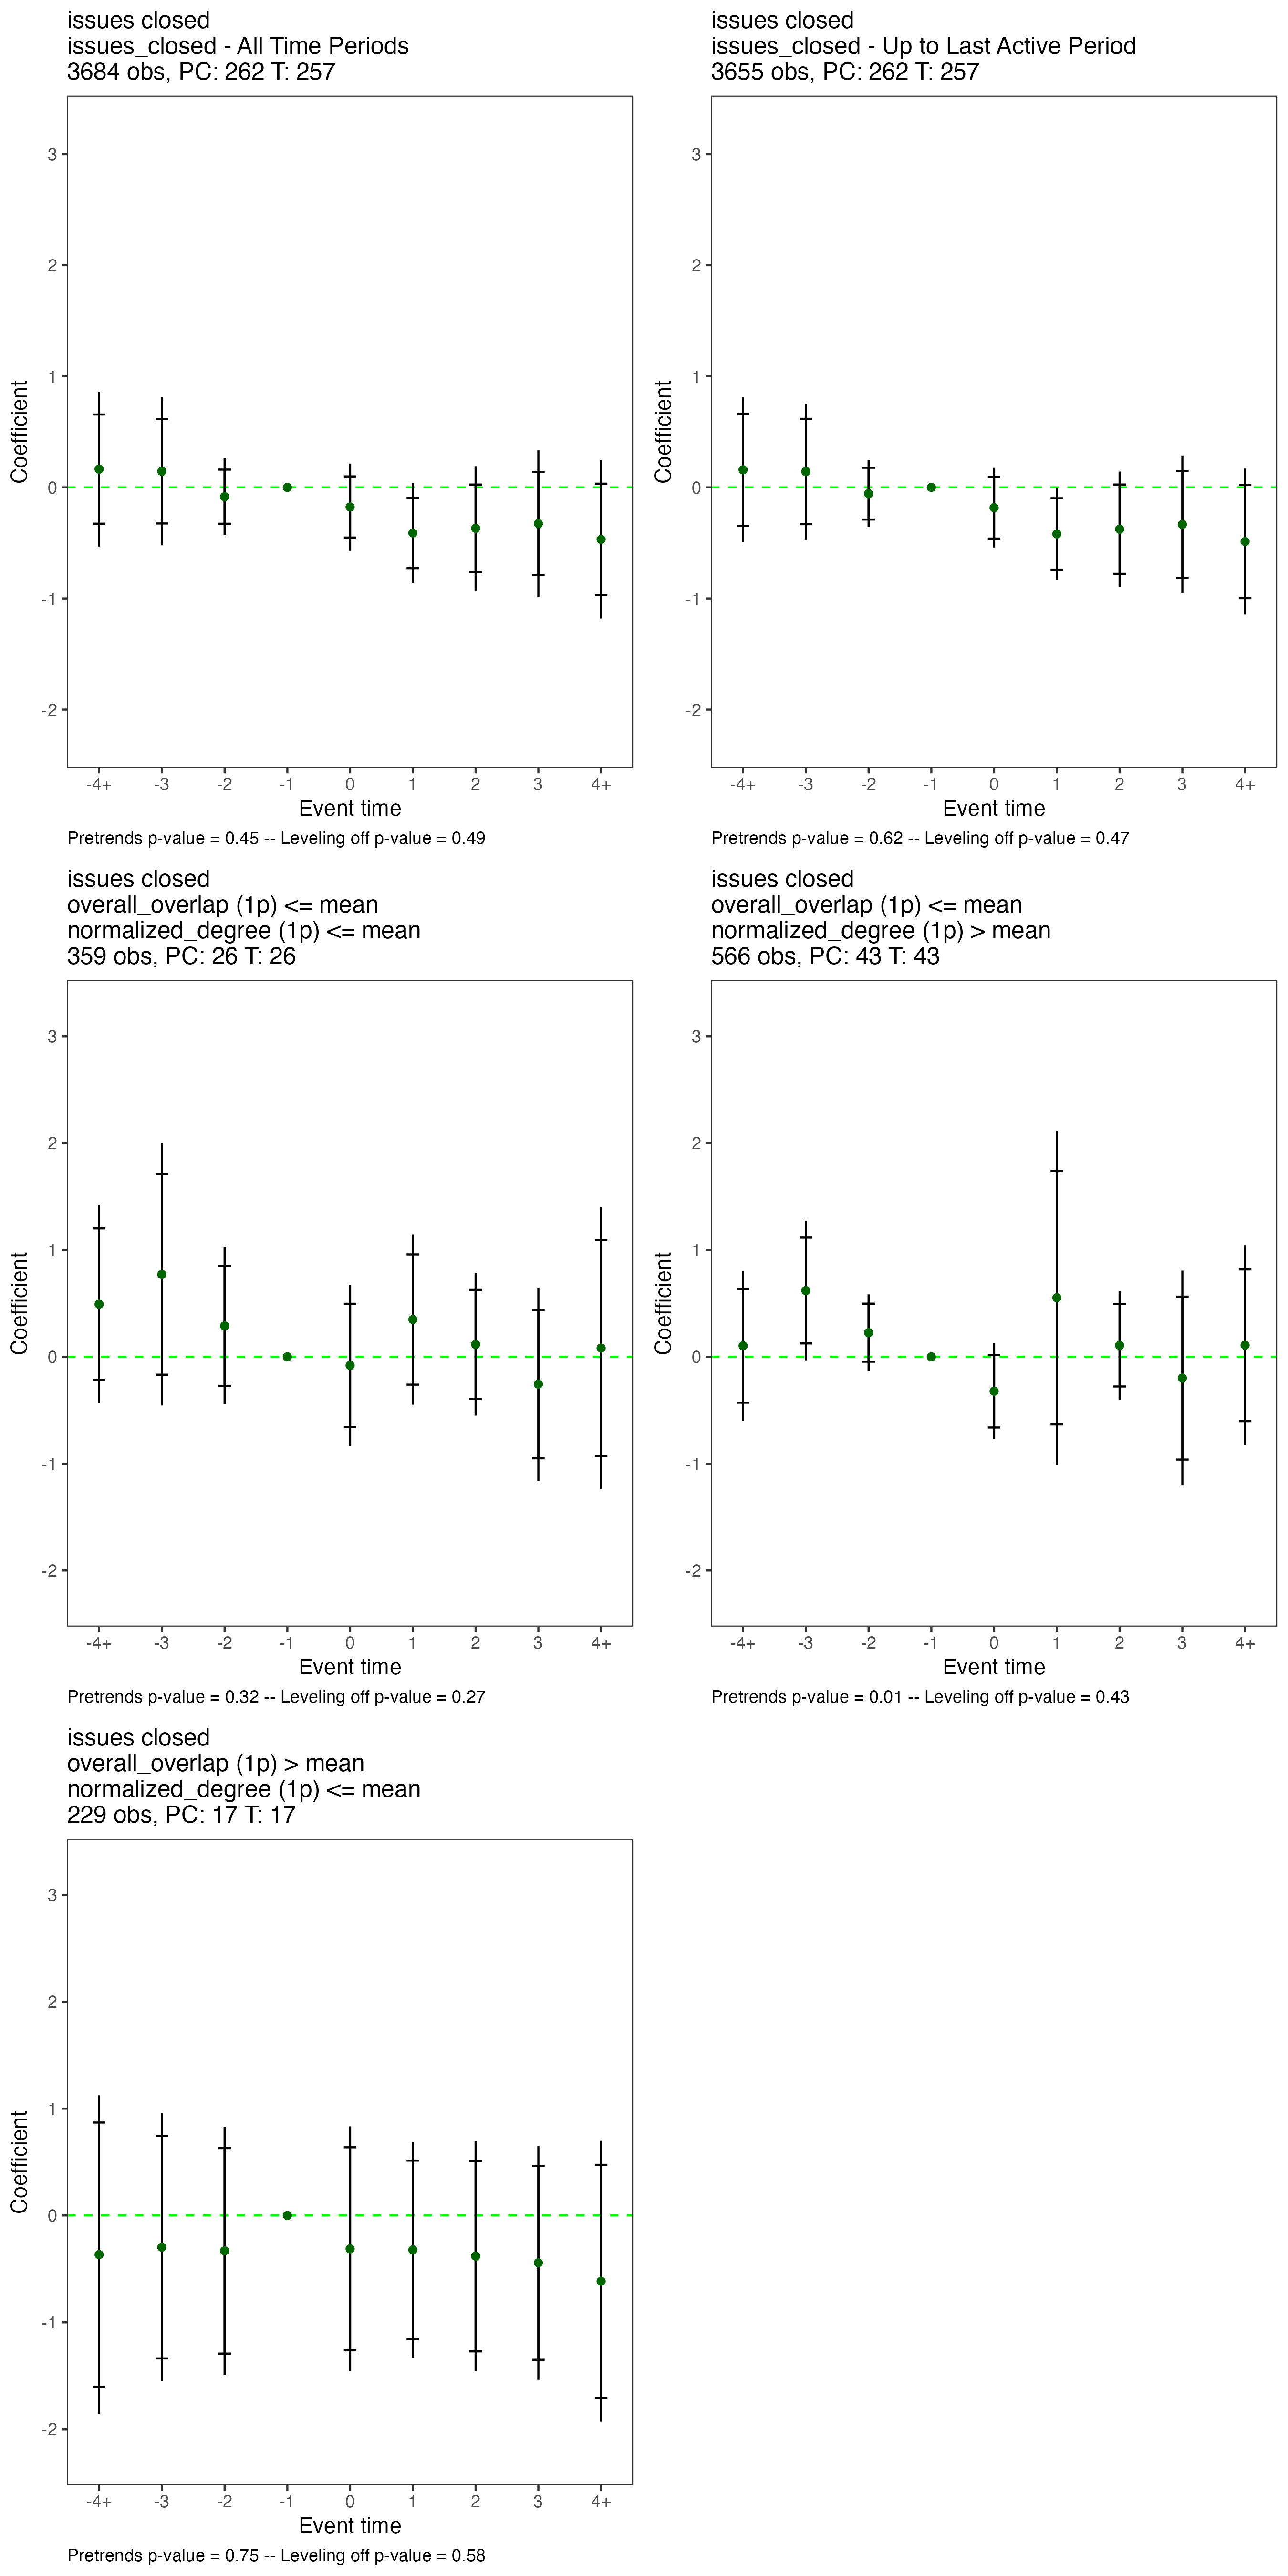 issues closed
issues_closed - All Time Periods
3684 obs, PC: 262 T: 257
3
2
1
0
-1
-2
Coefficient
-4+ -3 -2 -1 0 1 2 3 4+
Event time
Pretrends p-value = 0.45 -- Leveling off p-value = 0.49
issues closed
issues_closed - Up to Last Active Period
3655 obs, PC: 262 T: 257
3
2
1
0
-1
-2
Coefficient
-4+ -3 -2 -1 0 1 2 3 4+
Event time
Pretrends p-value = 0.62 -- Leveling off p-value = 0.47
issues closed
overall_overlap (1p) <= mean
normalized_degree (1p) <= mean
359 obs, PC: 26 T: 26
3
2
1
0
-1
-2
Coefficient
-4+ -3 -2 -1 0 1 2 3 4+
Event time
Pretrends p-value = 0.32 -- Leveling off p-value = 0.27
issues closed
overall_overlap (1p) <= mean
normalized_degree (1p) > mean
566 obs, PC: 43 T: 43
3
2
1
0
-1
-2
Coefficient
-4+ -3 -2 -1 0 1 2 3 4+
Event time
Pretrends p-value = 0.01 -- Leveling off p-value = 0.43
issues closed
overall_overlap (1p) > mean
normalized_degree (1p) <= mean
229 obs, PC: 17 T: 17
3
2
1
0
-1
-2
Coefficient
-4+ -3 -2 -1 0 1 2 3 4+
Event time
Pretrends p-value = 0.75 -- Leveling off p-value = 0.58